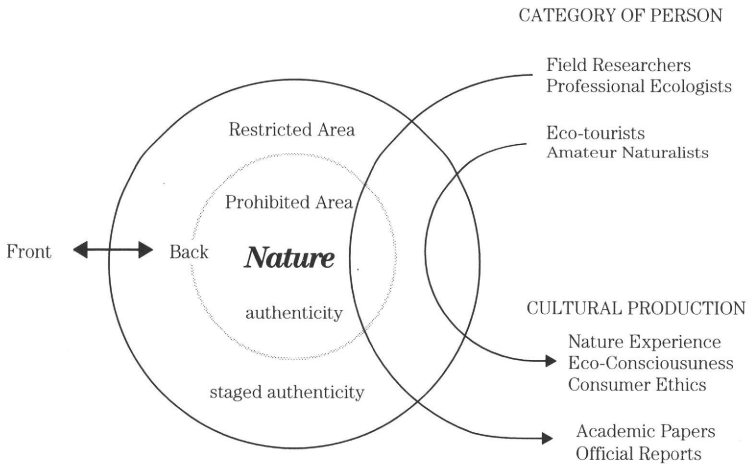 CATEGORY OF PERSON
Field Researchers
Professional Ecologists
Eco-tourists
Amateur Naturalists
Restricted Area
Prohibited Area
Front
Back
Nature
authenticity
staged authenticity
CULTURAL PRODUCTION
Nature Experience
Eco-Consciousuness
Consumer Ethics
Academic Papers
Official Reports